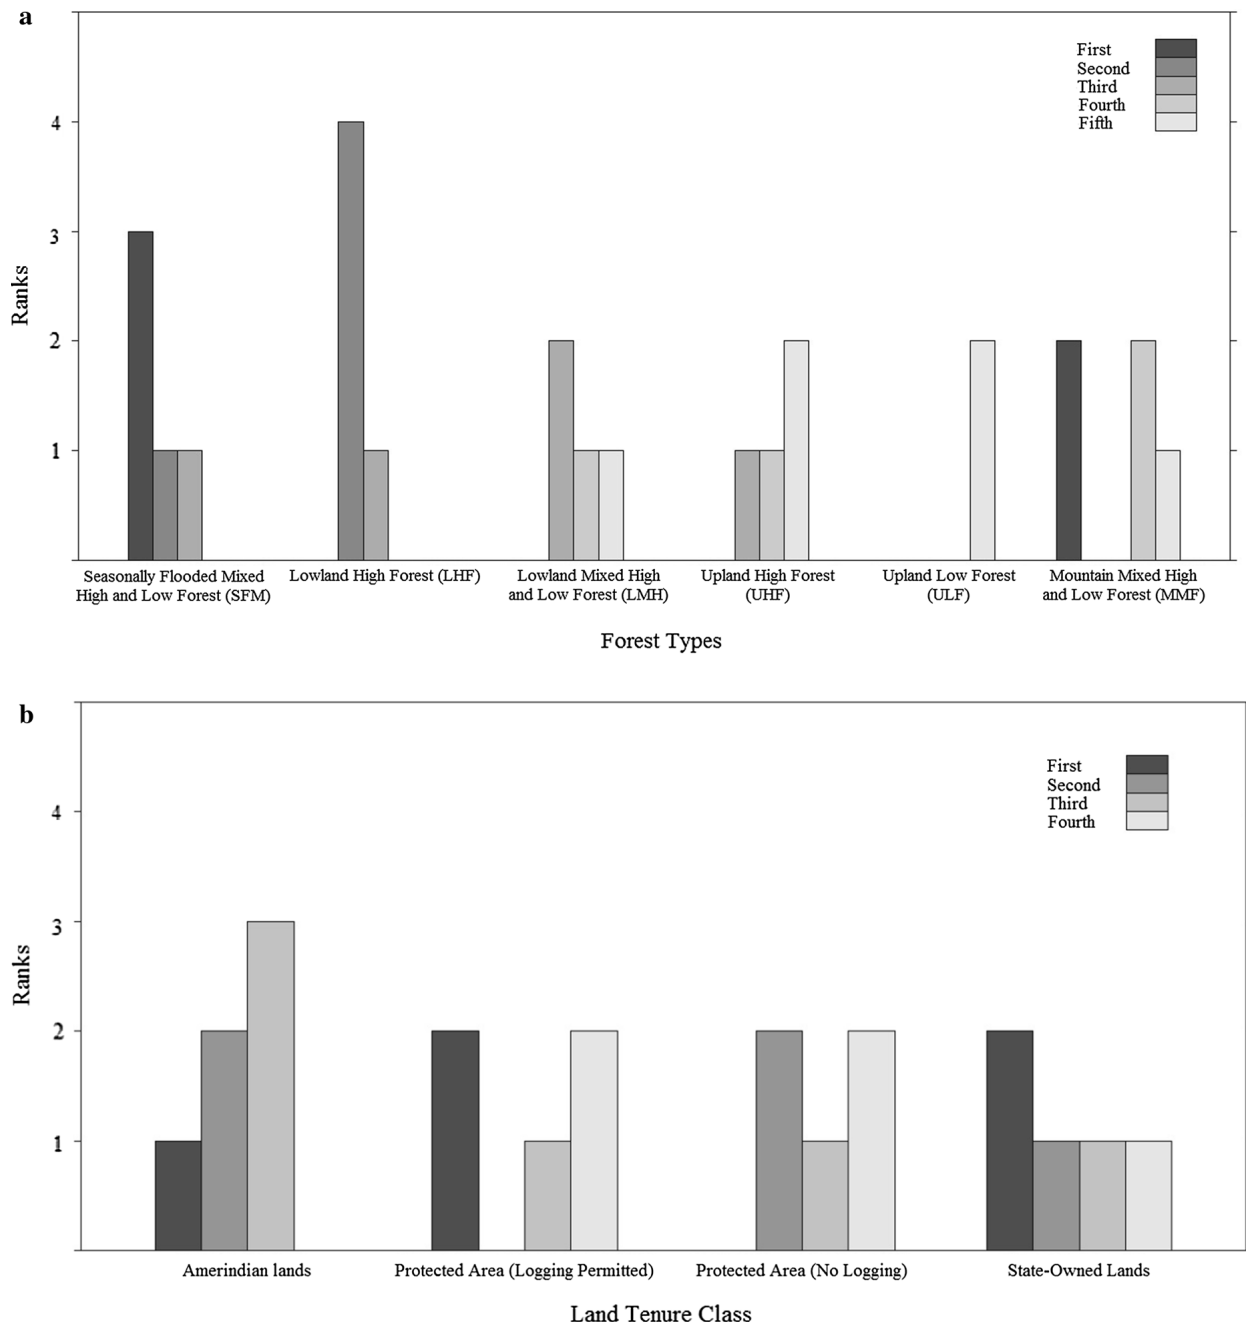 a
First
Second
Third
Fourth
Fifth
4
3
2
1
Ranks
Seasonally Flooded Mixed
High and Low Forest (SFM)
Lowland High Forest (LHF)
Lowland Mixed High
and Low Forest (LMH)
Upland High Forest
(UHF)
Upland Low Forest
(ULF)
Mountain Mixed High
and Low Forest (MMF)
Forest Types
b
First
Second
Third
Fourth
4
3
2
1
Ranks
Amerindian lands
Protected Area (Logging Permitted)
Protected Area (No Logging)
State-Owned Lands
Land Tenure Class